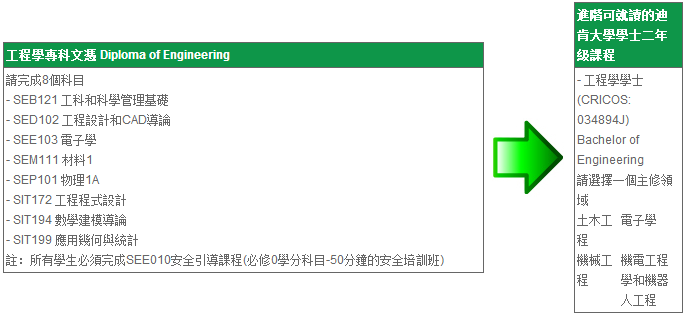 工程學專科文憑 Diploma of Engineering
請完成8個科目
- SEB121 工科和科學管理基礎
- SED102 工程設計和CAD導論
- SEE103 電子學
- SEM111 材料1
- SEP101 物理1A
- SIT172 工程程式設計
- SIT194 數學建模導論
- SIT199 應用幾何與統計
註：所有學生必須完成SEE010安全引導課程(必修0學分科目-50分鐘的安全培訓班)
進階可就讀的迪
肯大學學士二年
級課程
- 工程學學士
(CRICOS:
034894J)
Bachelor of
Engineering
請選擇一個主修領
域
土木工 電子學
程
機械工 機電工程
程 學和機器
人工程